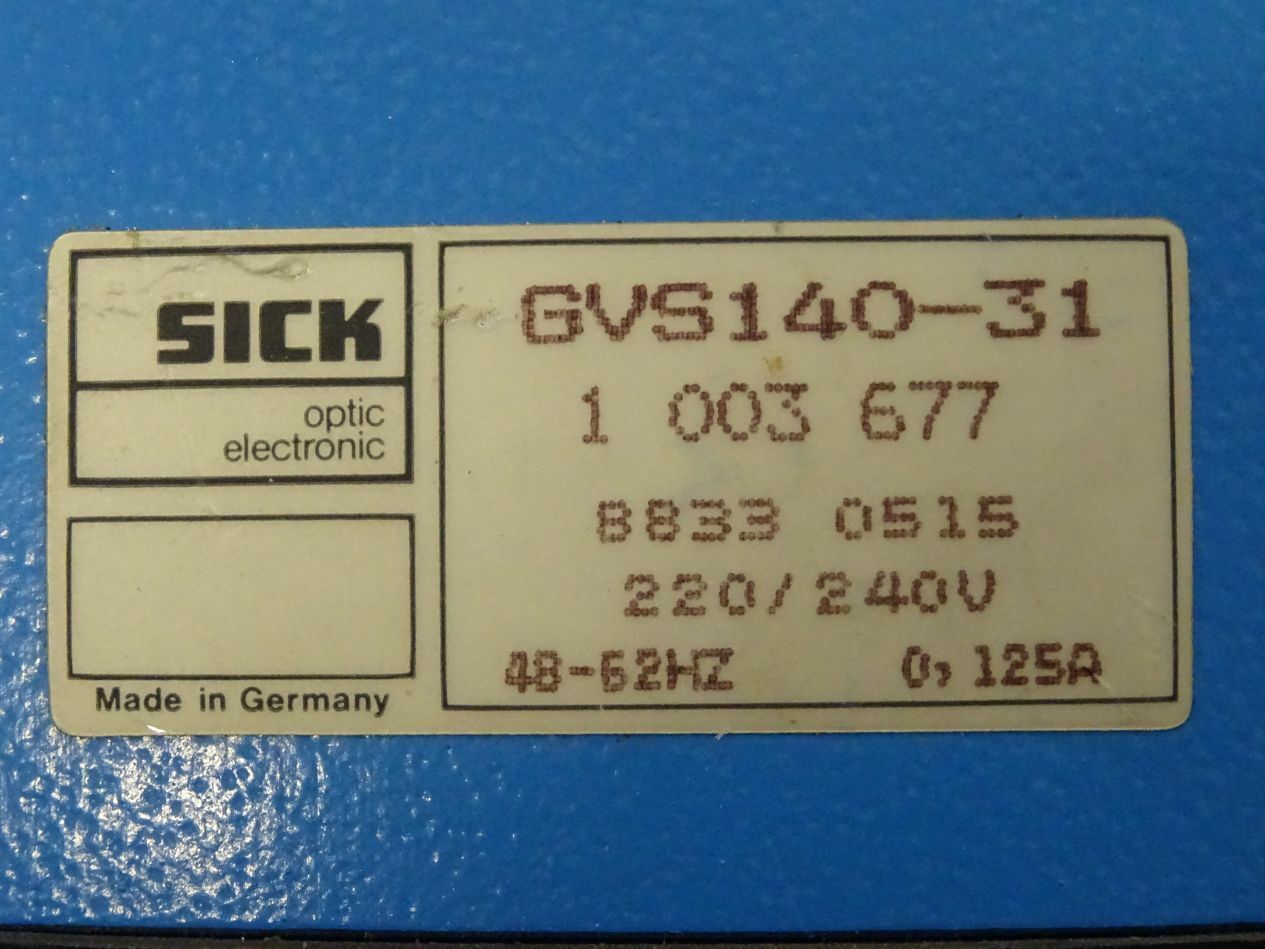 SICK
optic
electronic
Made in Germany
GVS140-31
1 003 677
8833 0515
220/240V
48-62HZ 0,125A